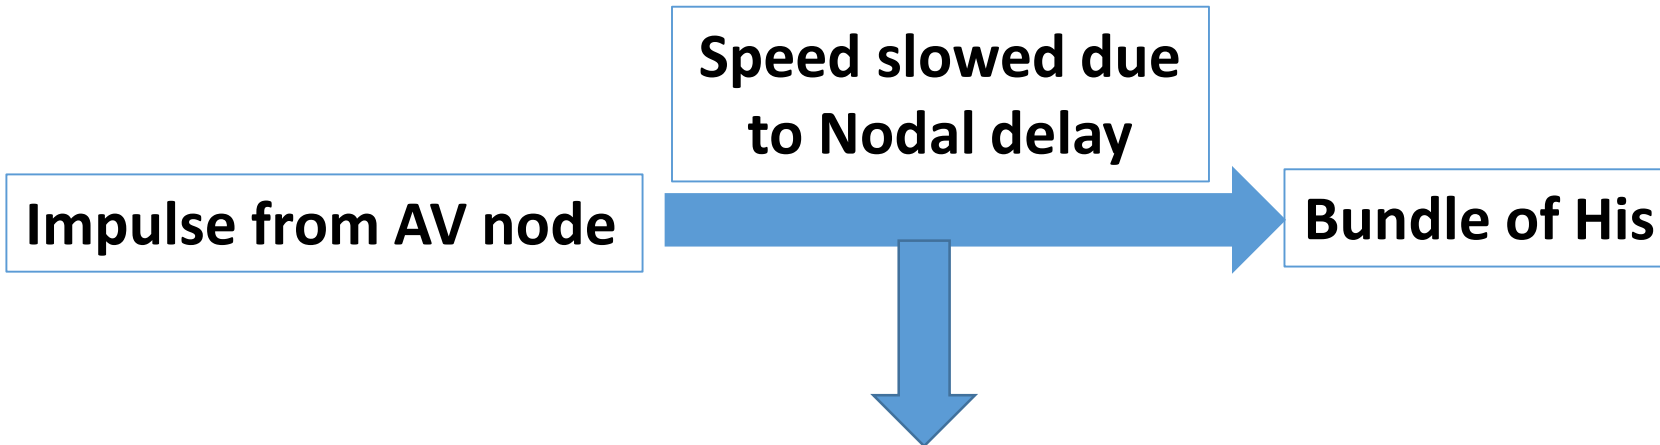 Speed slowed due
to Nodal delay
Impulse from AV node
Bundle of His